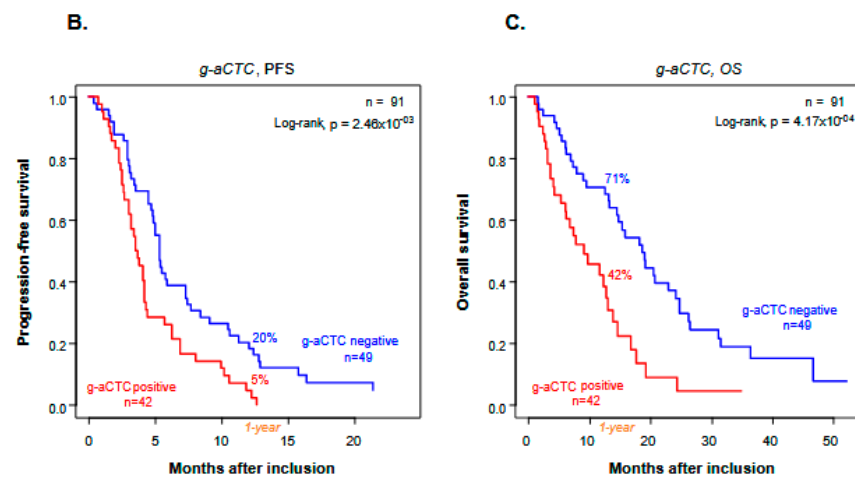 B.
g-aCTC, PFS
n = 91
Log-rank, p = 2.46x10-03
1.0
0.8
0.6
0.4
0.2
0.0
Progression-free survival
20%
g-aCTC negative
n=49
5%
g-aCTC positive
n=42
0
5
10
15
20
1-year
Months after inclusion
C.
g-aCTC, OS
n = 91
Log-rank, p = 4.17x10-04
1.0
0.8
0.6
0.4
0.2
0.0
Overall survival
71%
42%
g-aCTC negative
n=49
g-aCTC positive
n=42
0
10
20
30
40
50
1-year
Months after inclusion